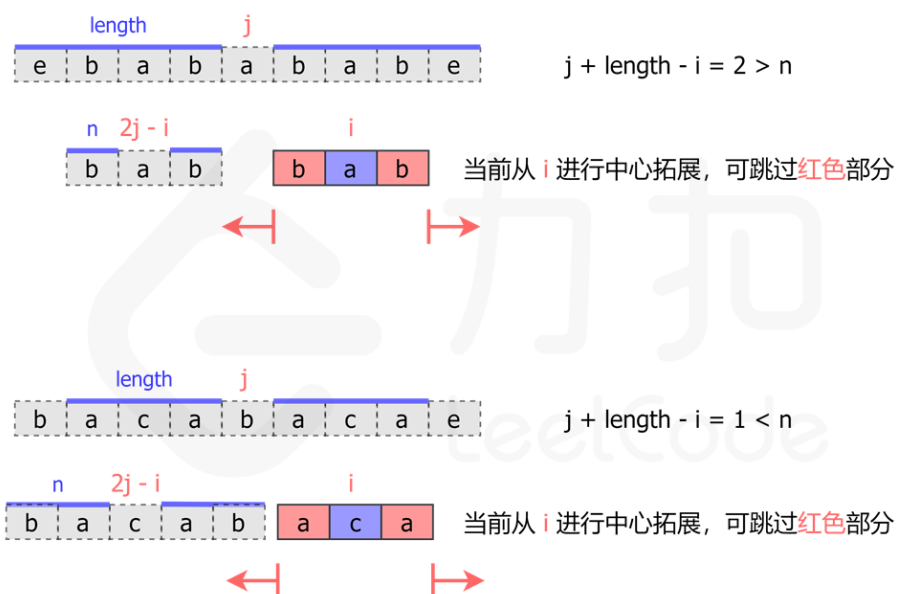 length j
e b a b a b a b e j + length - i = 2 > n
n 2j - i i
b a b b a b 当前从 i 进行中心拓展，可跳过红色部分
力扣
length j
b a c a b a c a e j + length - i = 1 < n
LeetCode
n 2j - i i
b a c a b a c a 当前从 i 进行中心拓展，可跳过红色部分